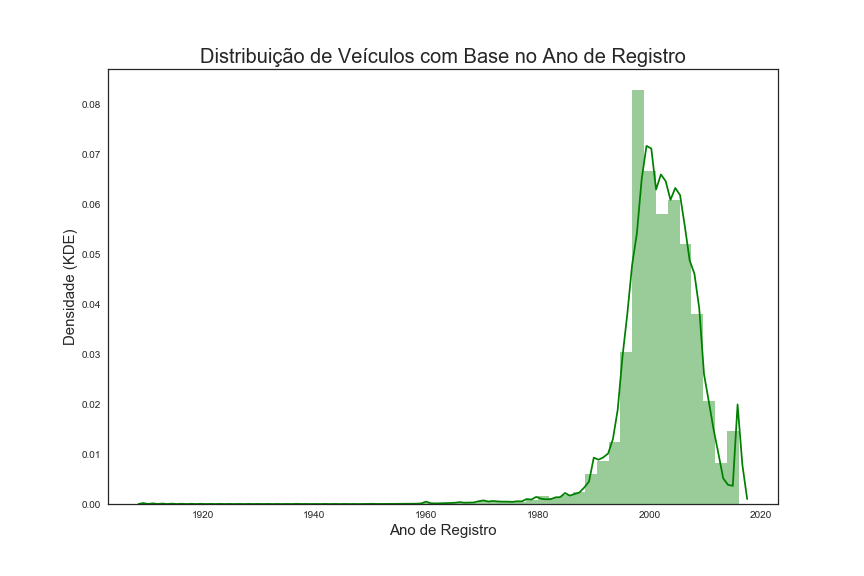 Distribuição de Veículos com Base no Ano de Registro
Densidade (KDE)
0.08
0.07
0.06
0.05
0.04
0.03
0.02
0.01
0.00
1920 1940 1960 1980 2000 2020
Ano de Registro